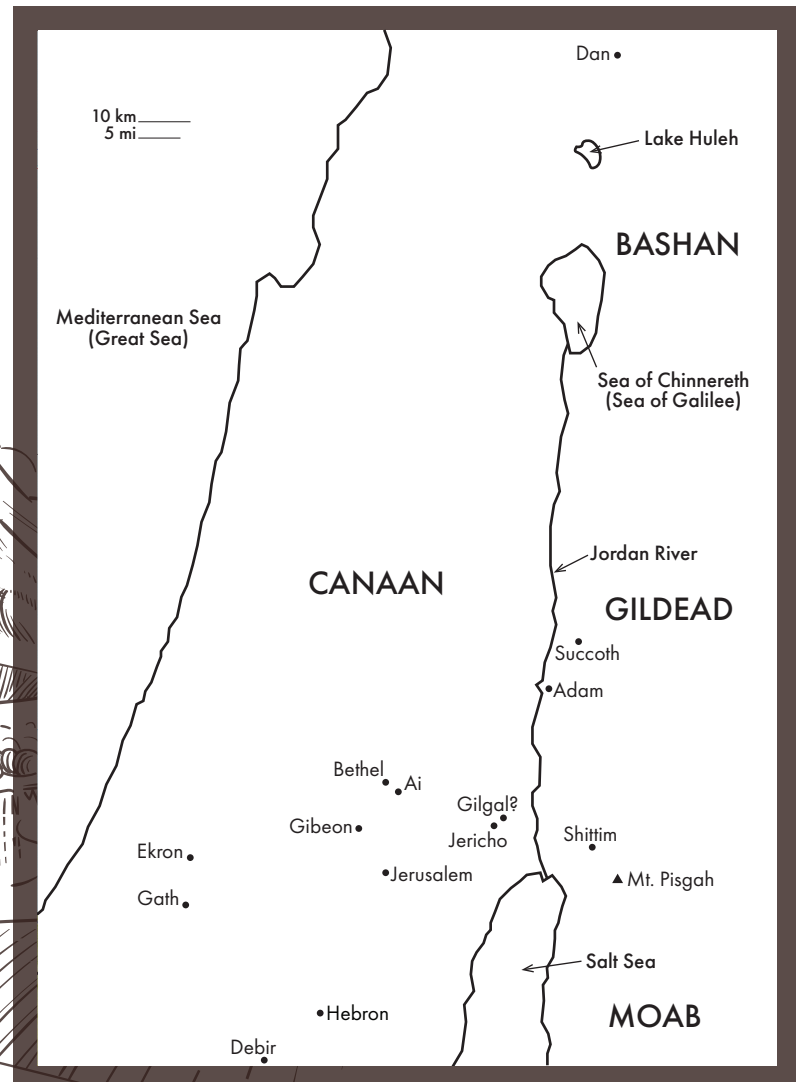 Dan
10 km
5 mi
Lake Huleh
BASHAN
Mediterranean Sea
(Great Sea)
Sea of Chinnereth
(Sea of Galilee)
Jordan River
CANAAN
GILDEAD
Succoth
Adam
Bethel
Ai
Gilgal?
Gibeon
Jericho
Shittim
Ekron
Jerusalem
Mt. Pisgah
Gath
Salt Sea
Hebron
MOAB
Debir